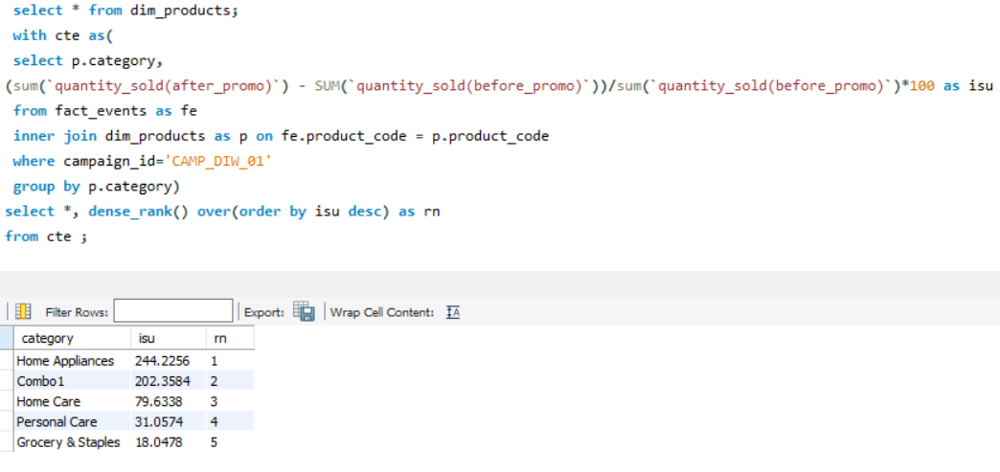 select * from dim_products;
with cte as(
select p.category,
(sum(`quantity_sold(after_promo)`) - SUM(`quantity_sold(before_promo)`))/sum(`quantity_sold(before_promo)`)*100 as isu
from fact_events as fe
inner join dim_products as p on fe.product_code = p.product_code
where campaign_id='CAMP_DIW_01'
group by p.category)
select *, dense_rank() over(order by isu desc) as rn
from cte ;
Filter Rows: Export: Wrap Cell Content: IA
category isu rn
Home Appliances 244.2256 1
Combo1 202.3584 2
Home Care 79.6338 3
Personal Care 31.0574 4
Grocery & Staples 18.0478 5